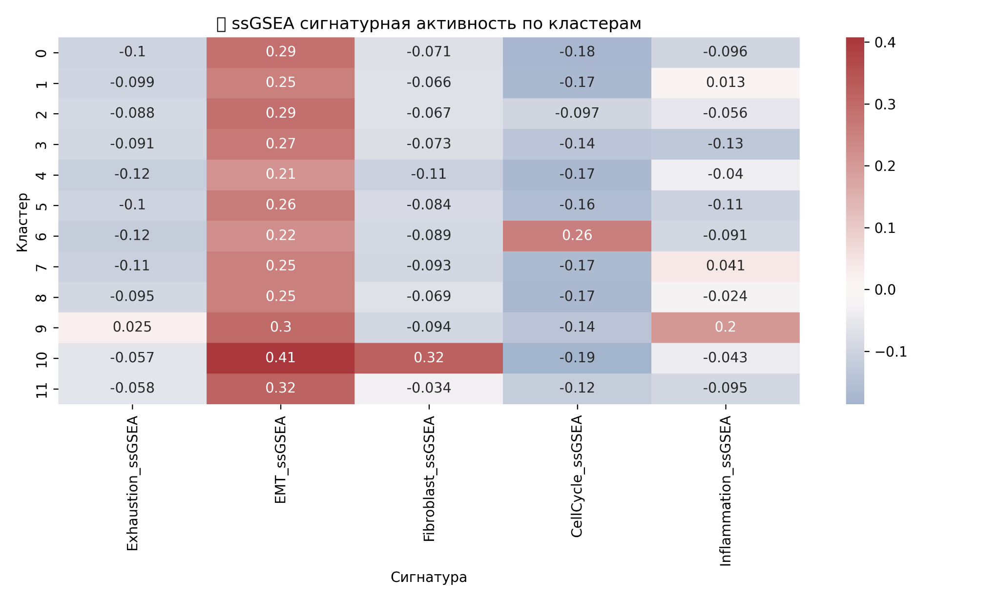 ▯ ssGSEA сигнатурная активность по кластерам
Кластер
0 -0.1 0.29 -0.071 -0.18 -0.096
1 -0.099 0.25 -0.066 -0.17 0.013
2 -0.088 0.29 -0.067 -0.097 -0.056
3 -0.091 0.27 -0.073 -0.14 -0.13
4 -0.12 0.21 -0.11 -0.17 -0.04
5 -0.1 0.26 -0.084 -0.16 -0.11
6 -0.12 0.22 -0.089 0.26 -0.091
7 -0.11 0.25 -0.093 -0.17 0.041
8 -0.095 0.25 -0.069 -0.17 -0.024
9 0.025 0.3 -0.094 -0.14 0.2
10 -0.057 0.41 0.32 -0.19 -0.043
11 -0.058 0.32 -0.034 -0.12 -0.095
Exhaustion_ssGSEA
EMT_ssGSEA
Fibroblast_ssGSEA
CellCycle_ssGSEA
Inflammation_ssGSEA
Сигнатура
0.4
0.3
0.2
0.1
0.0
−0.1